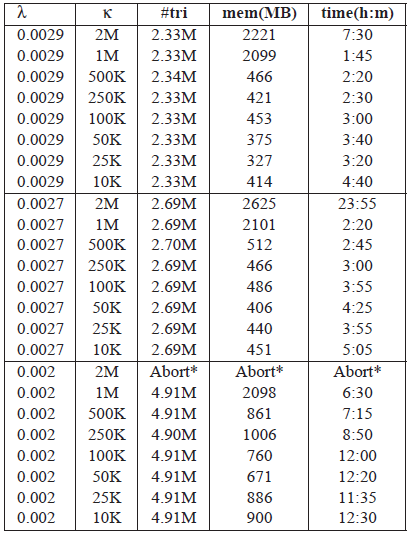 λ κ #tri mem(MB) time(h:m)
0.0029 2M 2.33M 2221 7:30
0.0029 1M 2.33M 2099 1:45
0.0029 500K 2.34M 466 2:20
0.0029 250K 2.33M 421 2:30
0.0029 100K 2.33M 453 3:00
0.0029 50K 2.33M 375 3:40
0.0029 25K 2.33M 327 3:20
0.0029 10K 2.33M 414 4:40
0.0027 2M 2.69M 2625 23:55
0.0027 1M 2.69M 2101 2:20
0.0027 500K 2.70M 512 2:45
0.0027 250K 2.69M 466 3:00
0.0027 100K 2.69M 486 3:55
0.0027 50K 2.69M 406 4:25
0.0027 25K 2.69M 440 3:55
0.0027 10K 2.69M 451 5:05
0.002 2M Abort* Abort* Abort*
0.002 1M 4.91M 2098 6:30
0.002 500K 4.91M 861 7:15
0.002 250K 4.90M 1006 8:50
0.002 100K 4.91M 760 12:00
0.002 50K 4.91M 671 12:20
0.002 25K 4.91M 886 11:35
0.002 10K 4.91M 900 12:30